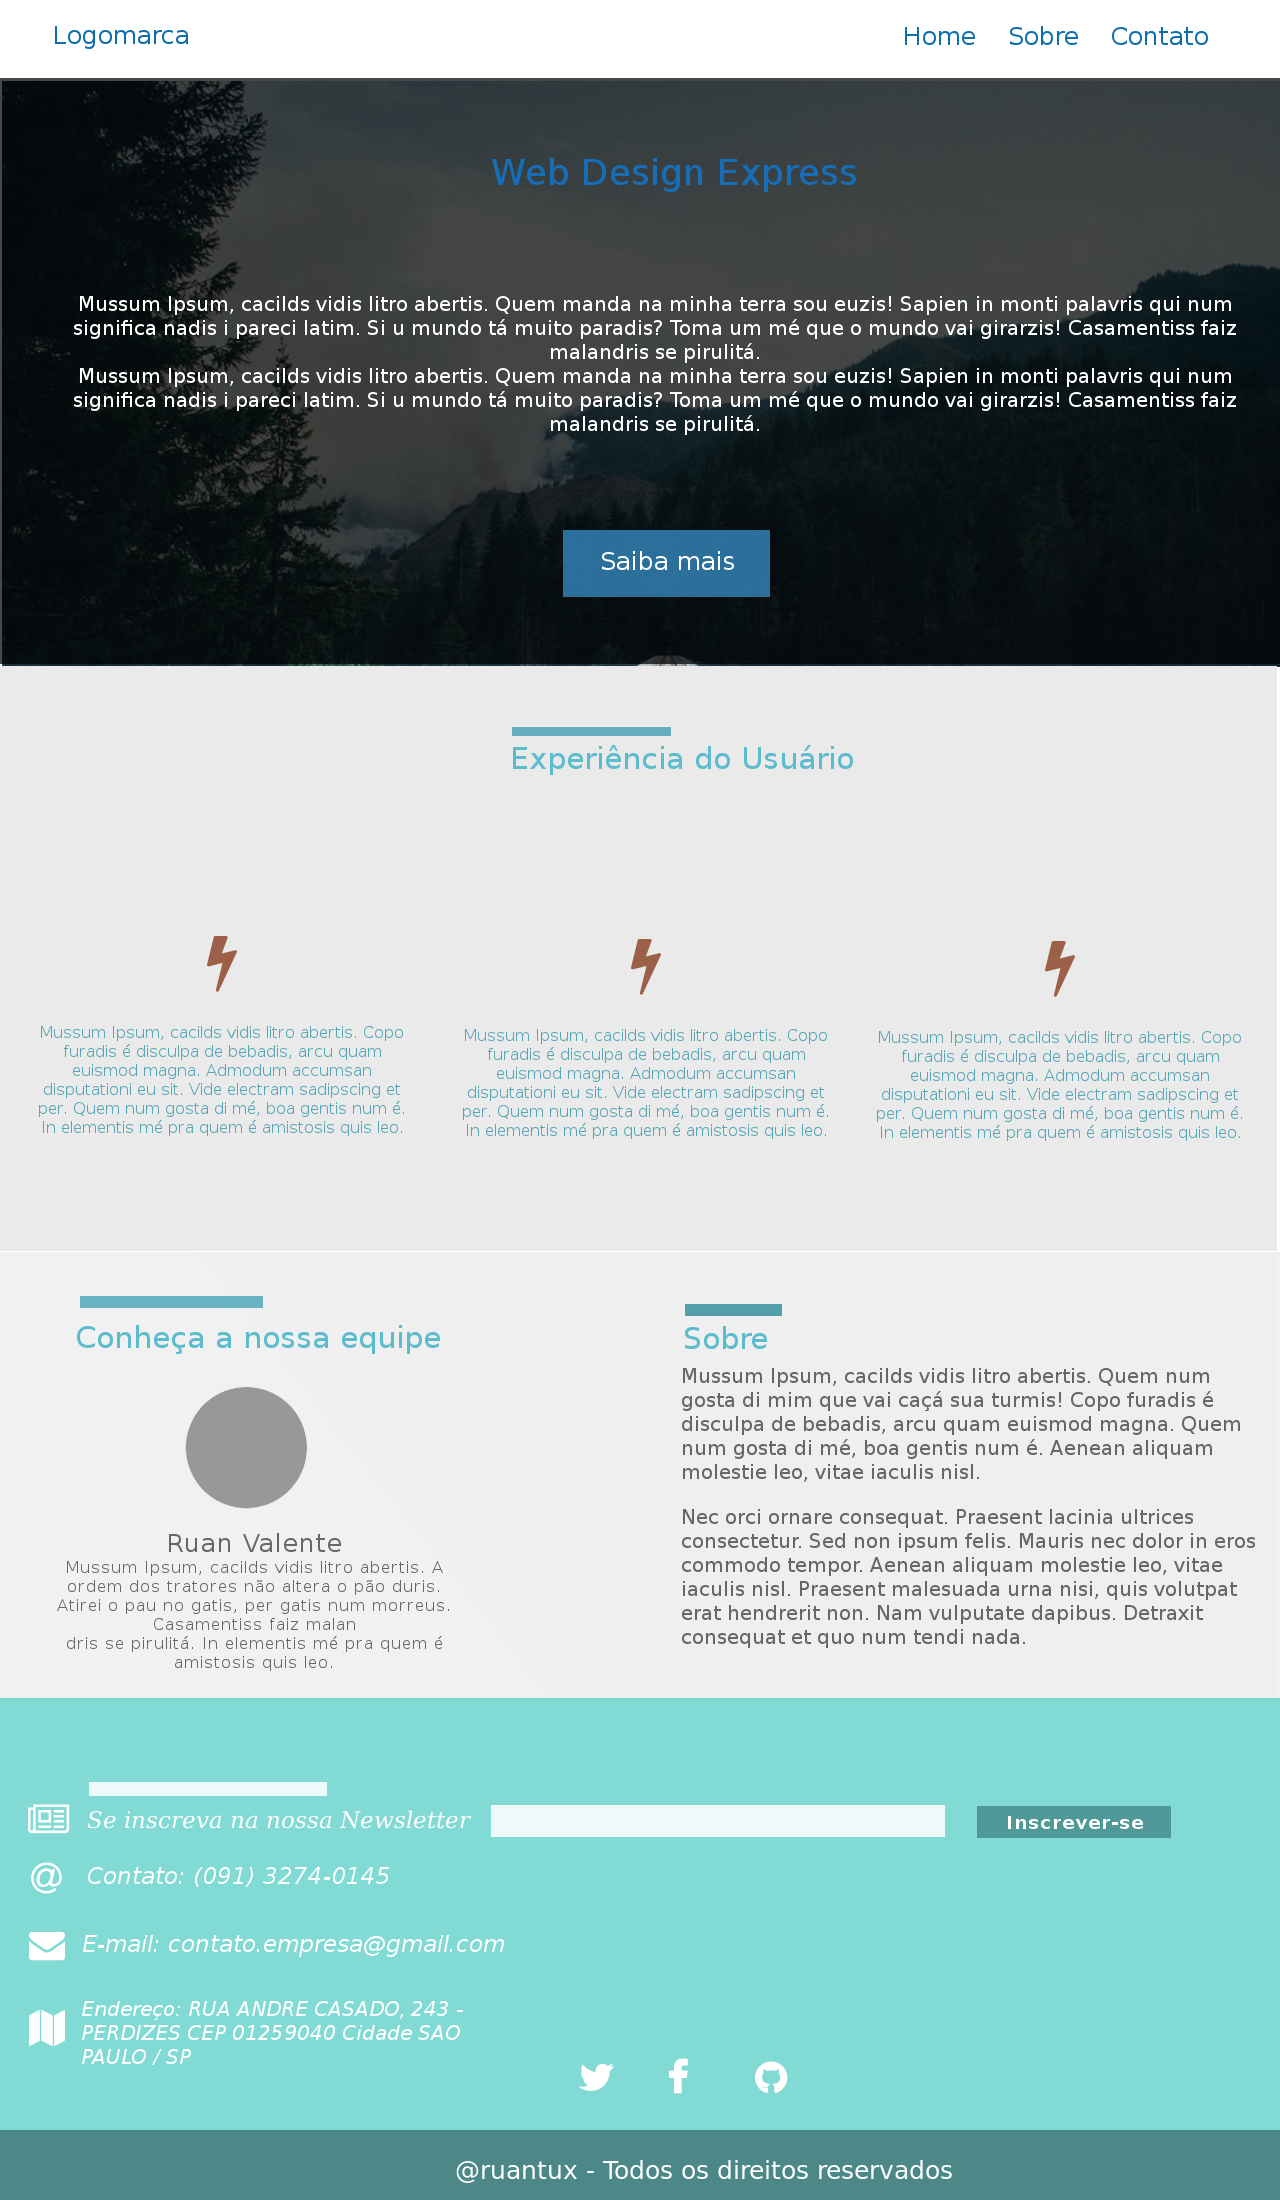 Logomarca
Home Sobre Contato
Web Design Express
Mussum Ipsum, cacilds vidis litro abertis. Quem manda na minha terra sou euzis! Sapien in monti palavris qui num
significa nadis i pareci latim. Si u mundo tá muito paradis? Toma um mé que o mundo vai girarzis! Casamentiss faiz
malandris se pirulitá.
Mussum Ipsum, cacilds vidis litro abertis. Quem manda na minha terra sou euzis! Sapien in monti palavris qui num
significa nadis i pareci latim. Si u mundo tá muito paradis? Toma um mé que o mundo vai girarzis! Casamentiss faiz
malandris se pirulitá.
Saiba mais
Experiência do Usuário
Mussum Ipsum, cacilds vidis litro abertis. Copo
furadis é disculpa de bebadis, arcu quam
euismod magna. Admodum accumsan
disputationi eu sit. Vide electram sadipscing et
per. Quem num gosta di mé, boa gentis num é.
In elementis mé pra quem é amistosis quis leo.
Mussum Ipsum, cacilds vidis litro abertis. Copo
furadis é disculpa de bebadis, arcu quam
euismod magna. Admodum accumsan
disputationi eu sit. Vide electram sadipscing et
per. Quem num gosta di mé, boa gentis num é.
In elementis mé pra quem é amistosis quis leo.
Mussum Ipsum, cacilds vidis litro abertis. Copo
furadis é disculpa de bebadis, arcu quam
euismod magna. Admodum accumsan
disputationi eu sit. Vide electram sadipscing et
per. Quem num gosta di mé, boa gentis num é.
In elementis mé pra quem é amistosis quis leo.
Conheça a nossa equipe
Ruan Valente
Mussum Ipsum, cacilds vidis litro abertis. A
ordem dos tratores não altera o pão duris.
Atirei o pau no gatis, per gatis num morreus.
Casamentiss faiz malan
dris se pirulitá. In elementis mé pra quem é
amistosis quis leo.
Sobre
Mussum Ipsum, cacilds vidis litro abertis. Quem num
gosta di mim que vai caçá sua turmis! Copo furadis é
disculpa de bebadis, arcu quam euismod magna. Quem
num gosta di mé, boa gentis num é. Aenean aliquam
molestie leo, vitae iaculis nisl.
Nec orci ornare consequat. Praesent lacinia ultrices
consectetur. Sed non ipsum felis. Mauris nec dolor in eros
commodo tempor. Aenean aliquam molestie leo, vitae
iaculis nisl. Praesent malesuada urna nisi, quis volutpat
erat hendrerit non. Nam vulputate dapibus. Detraxit
consequat et quo num tendi nada.
Se inscreva na nossa Newsletter
Inscrever-se
Contato: (091) 3274-0145
E-mail: contato.empresa@gmail.com
Endereço: RUA ANDRE CASADO, 243 -
PERDIZES CEP 01259040 Cidade SAO
PAULO / SP
@ruantux - Todos os direitos reservados